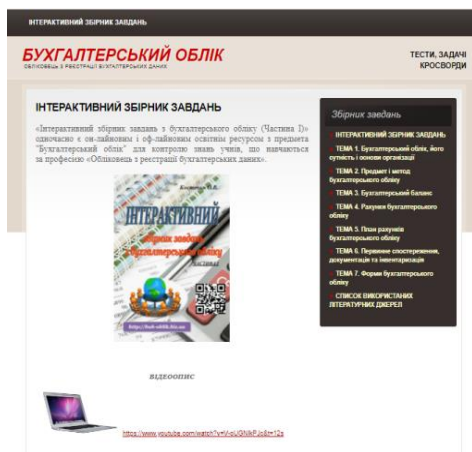 ІНТЕРАКТИВНИЙ ЗБІРНИК ЗАВДАНЬ
БУХГАЛТЕРСЬКИЙ ОБЛІК
ОБЛІКОВЕЦЬ З РЕЄСТРАЦІЇ БУХГАЛТЕРСЬКИХ ДАНИХ
ТЕСТИ, ЗАДАЧІ
КРОСВОРДИ
ІНТЕРАКТИВНИЙ ЗБІРНИК ЗАВДАНЬ
«Інтерактивний збірник завдань з бухгалтерського обліку (Частина І)»
одночасно є он-лайновим і оф-лайновим освітнім ресурсом з предмета
"Бухгалтерський облік" для контролю знань учнів, що навчаються
за професією «Обліковець з реєстрації бухгалтерських даних».
ІНТЕРАКТИВНИЙ
збірник завдань
з бухгалтерського обліку
ВІДЕООПИС
Збірник завдань
ІНТЕРАКТИВНИЙ ЗБІРНИК ЗАВДАНЬ
ТЕМА 1. Бухгалтерський облік, його
сутність і основи організації
ТЕМА 2. Предмет і метод
бухгалтерського обліку
ТЕМА 3. Бухгалтерський баланс
ТЕМА 4. Рахунки бухгалтерського
обліку
ТЕМА 5. План рахунків
бухгалтерського обліку
ТЕМА 6. Первинне спостереження,
документація та інвентаризація
ТЕМА 7. Форми бухгалтерського
обліку
СПИСОК ВИКОРИСТАНИХ
ЛІТЕРАТУРНИХ ДЖЕРЕЛ